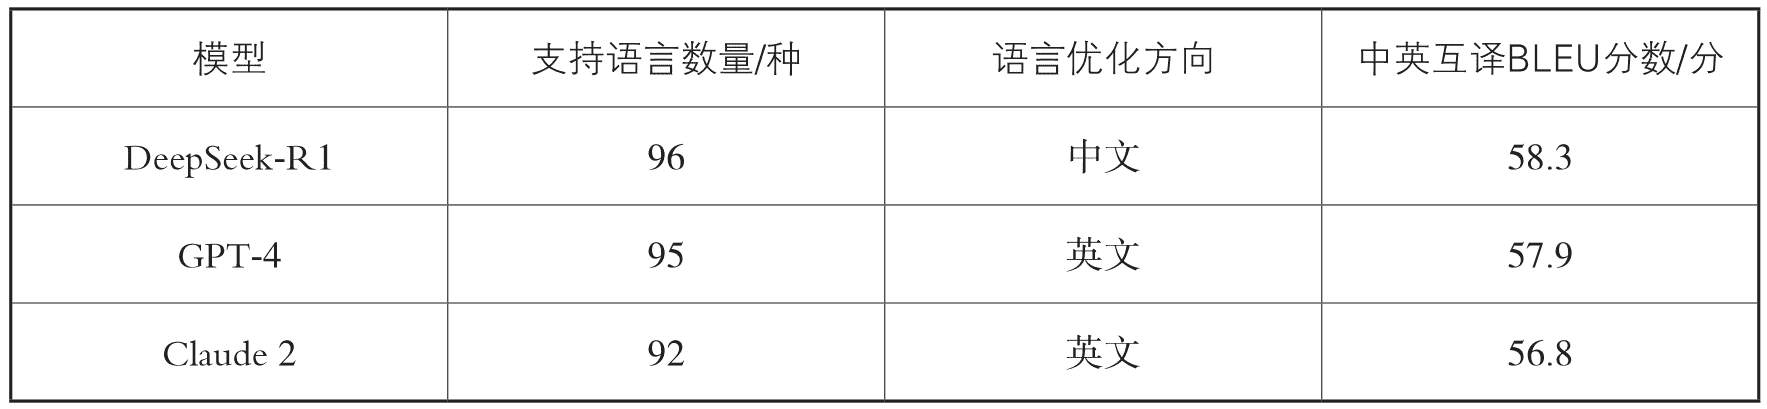 模型 支持语言数量/种 语言优化方向 中英互译BLEU分数/分
DeepSeek-R1 96 中文 58.3
GPT-4 95 英文 57.9
Claude 2 92 英文 56.8